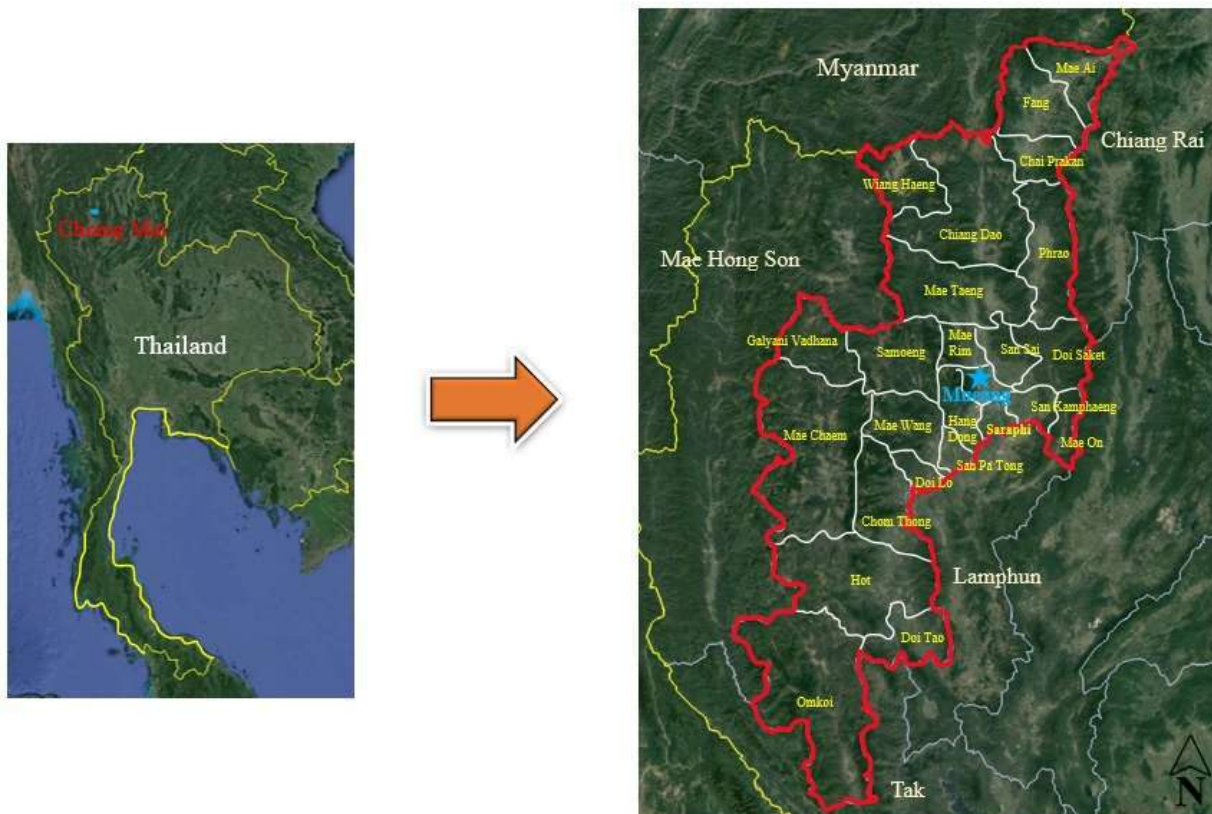 Chiang Mai
Thailand
Myanmar
Mae Ai
Fang
Chiang Rai
Chai Prakan
Wiang Haeng
Chiang Dao
Phrao
Mae Hong Son
Mae Taeng
Galyani Vadhana
Samoeng
Mae
Rim
San Sai
Doi Saket
Mueang
San Kamphaeng
Mae Chaem
Mae Wang
Hang
Dong
Saraphi
Mae On
San Pa Tong
Doi Lo
Chom Thong
Hot
Lamphun
Doi Tao
Omkoi
Tak
N